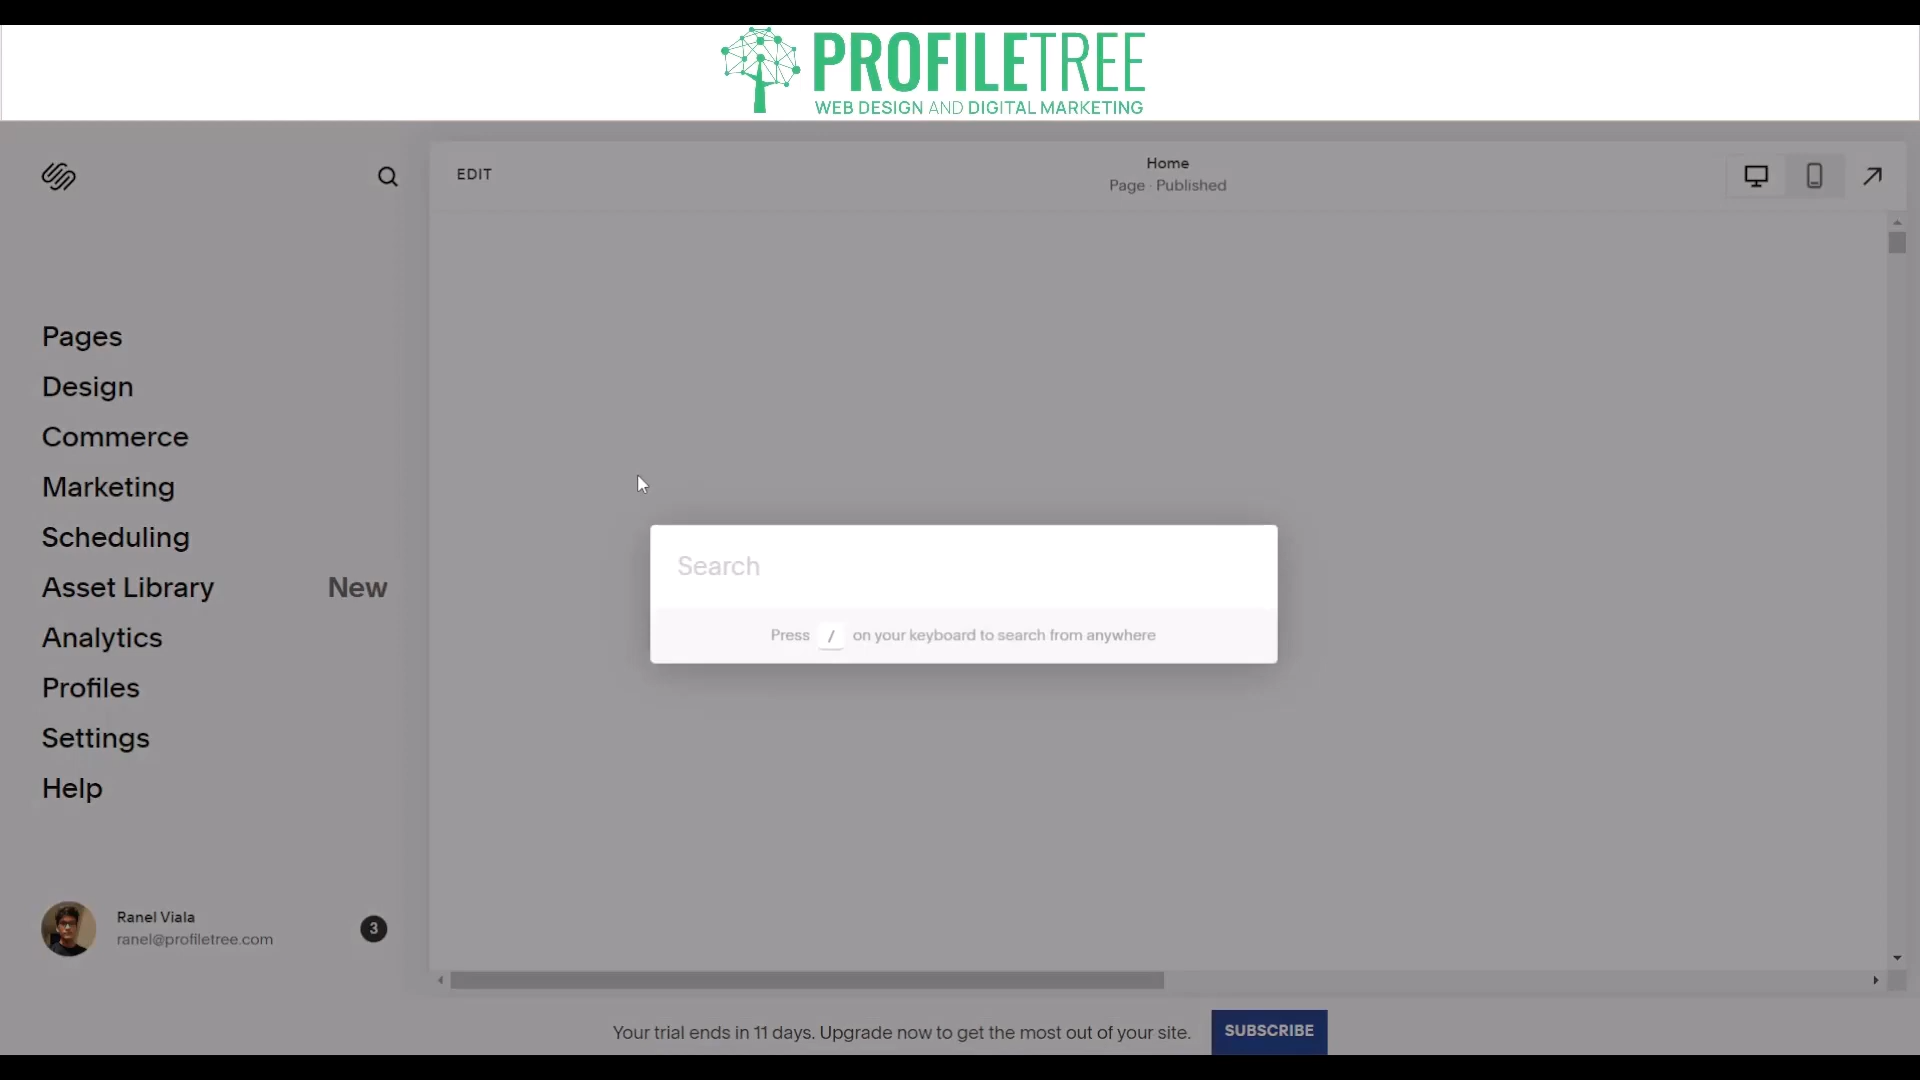 PROFILETREE
WEB DESIGN AND DIGITAL MARKETING
EDIT
Home
Page · Published
Pages
Design
Commerce
Marketing
Scheduling
Asset Library New
Analytics
Profiles
Settings
Help
Search
Press / on your keyboard to search from anywhere
Ranel Viala
ranel@profiletree.com
3
Your trial ends in 11 days. Upgrade now to get the most out of your site.
SUBSCRIBE